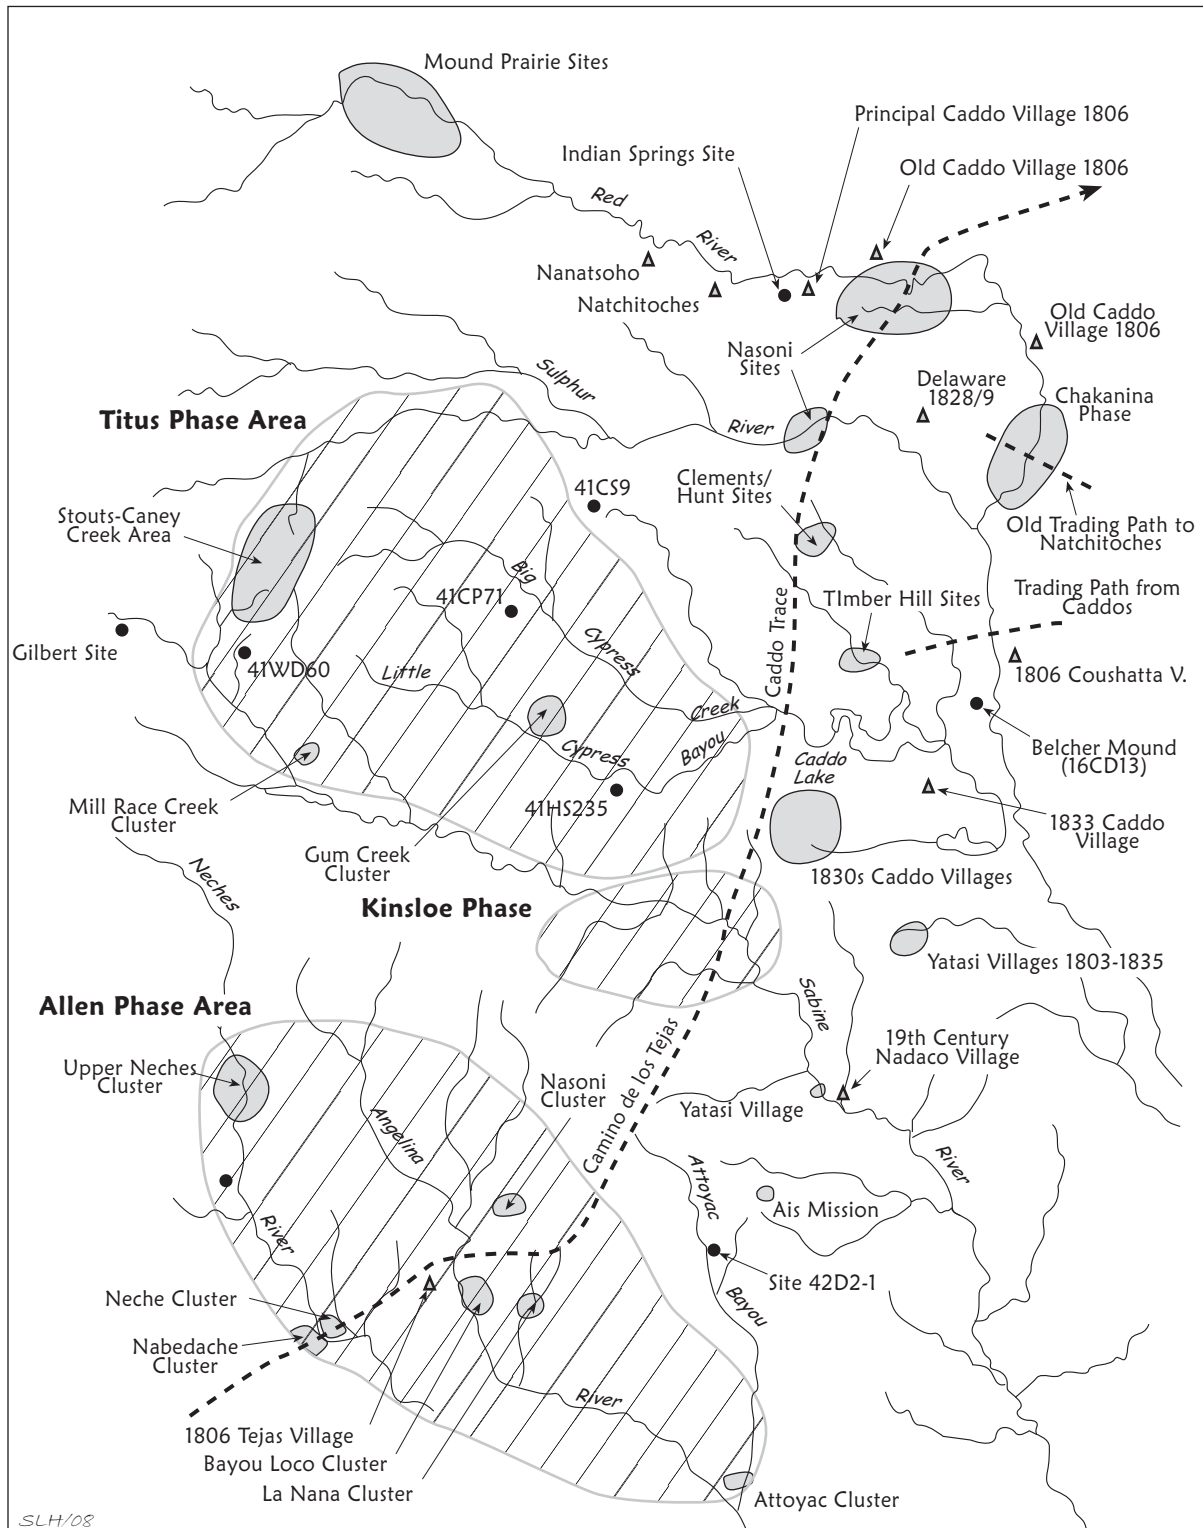 Mound Prairie Sites
Principal Caddo Village 1806
Indian Springs Site
Old Caddo Village 1806
Red
River
Nanatsoho
Natchitoches
Old Caddo
Village 1806
Nasoni
Sites
Sulphur
Delaware
1828/9
Chakanina
Phase
Titus Phase Area
River
Clements/
Hunt Sites
41CS9
Stouts-Caney
Creek Area
Old Trading Path to
Natchitoches
Big
41CP71
TImber Hill Sites
Trading Path from
Caddos
Gilbert Site
41WD60
Little
Cypress
Caddo Trace
1806 Coushatta V.
Creek
Bayou
Cypress
Caddo
Lake
Belcher Mound
(16CD13)
41HS235
Mill Race Creek
Cluster
Gum Creek
Cluster
1833 Caddo
Village
1830s Caddo Villages
Neches
Kinsloe Phase
Yatasi Villages 1803-1835
Allen Phase Area
Sabine
19th Century
Nadaco Village
Upper Neches
Cluster
Nasoni
Cluster
Camino de los Tejas
Yatasi Village
Angelina
Attoyac
River
Ais Mission
River
Site 42D2-1
Bayou
Neche Cluster
Nabedache
Cluster
River
1806 Tejas Village
Bayou Loco Cluster
La Nana Cluster
Attoyac Cluster
SLH/08